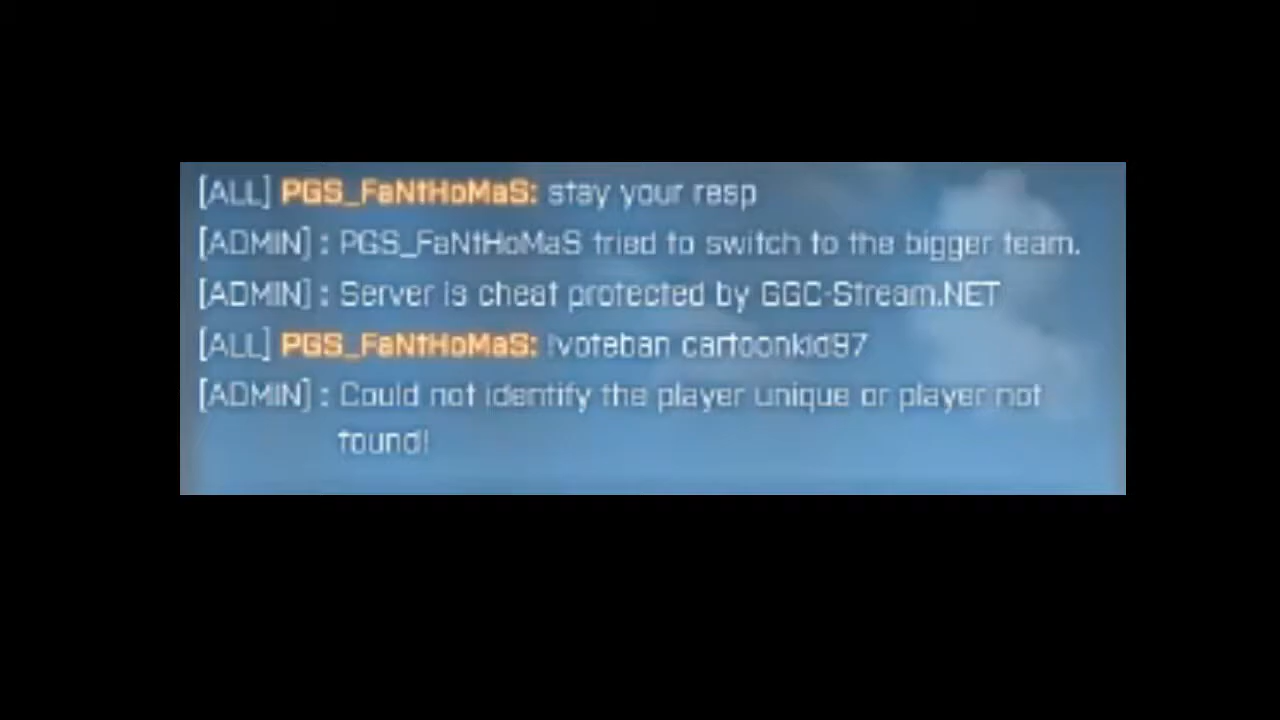 [ALL] PGS_FaNtHoMaS: stay your resp
[ADMIN] : PGS_FaNtHoMaS tried to switch to the bigger team.
[ADMIN] : Server is cheat protected by GGC-Stream.NET
[ALL] PGS_FaNtHoMaS: !voteban cartoonkid97
[ADMIN] : Could not identify the player unique or player not
found!